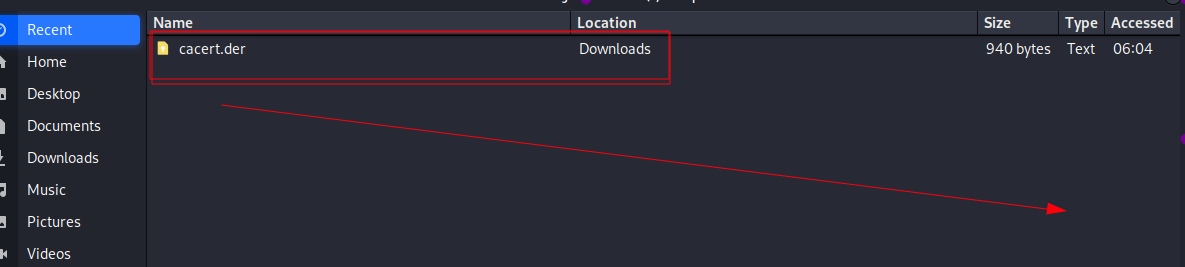 Name Location Size Type Accessed
Recent
cacert.der Downloads 940 bytes Text 06:04
Home
Desktop
Documents
Downloads
Music
Pictures
Videos